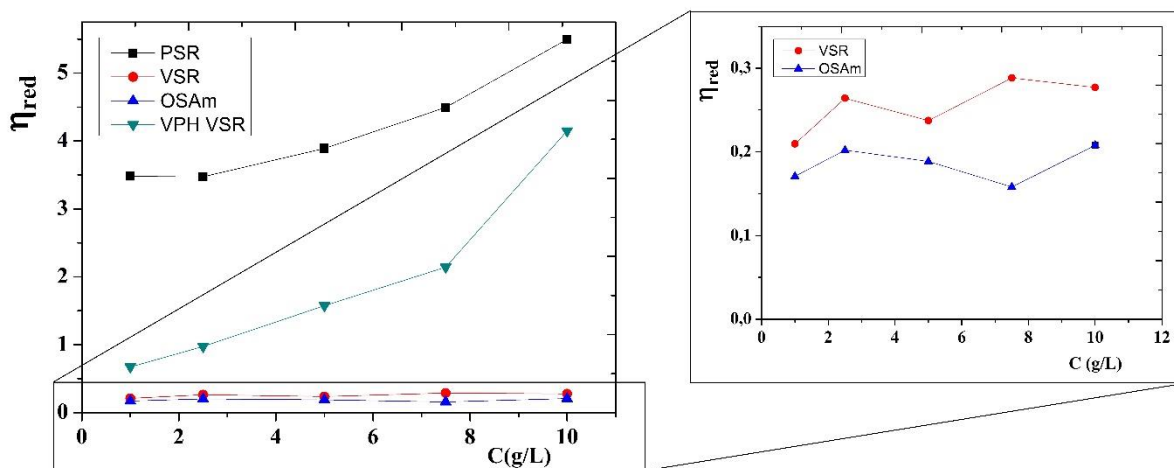 PSR
VSR
OSAm
VPH VSR
ηred
5
4
3
2
1
0
0 2 4 6 8 10
C(g/L)
VSR
OSAm
ηred
0,3
0,2
0,1
0,0
0 2 4 6 8 10 12
C (g/L)